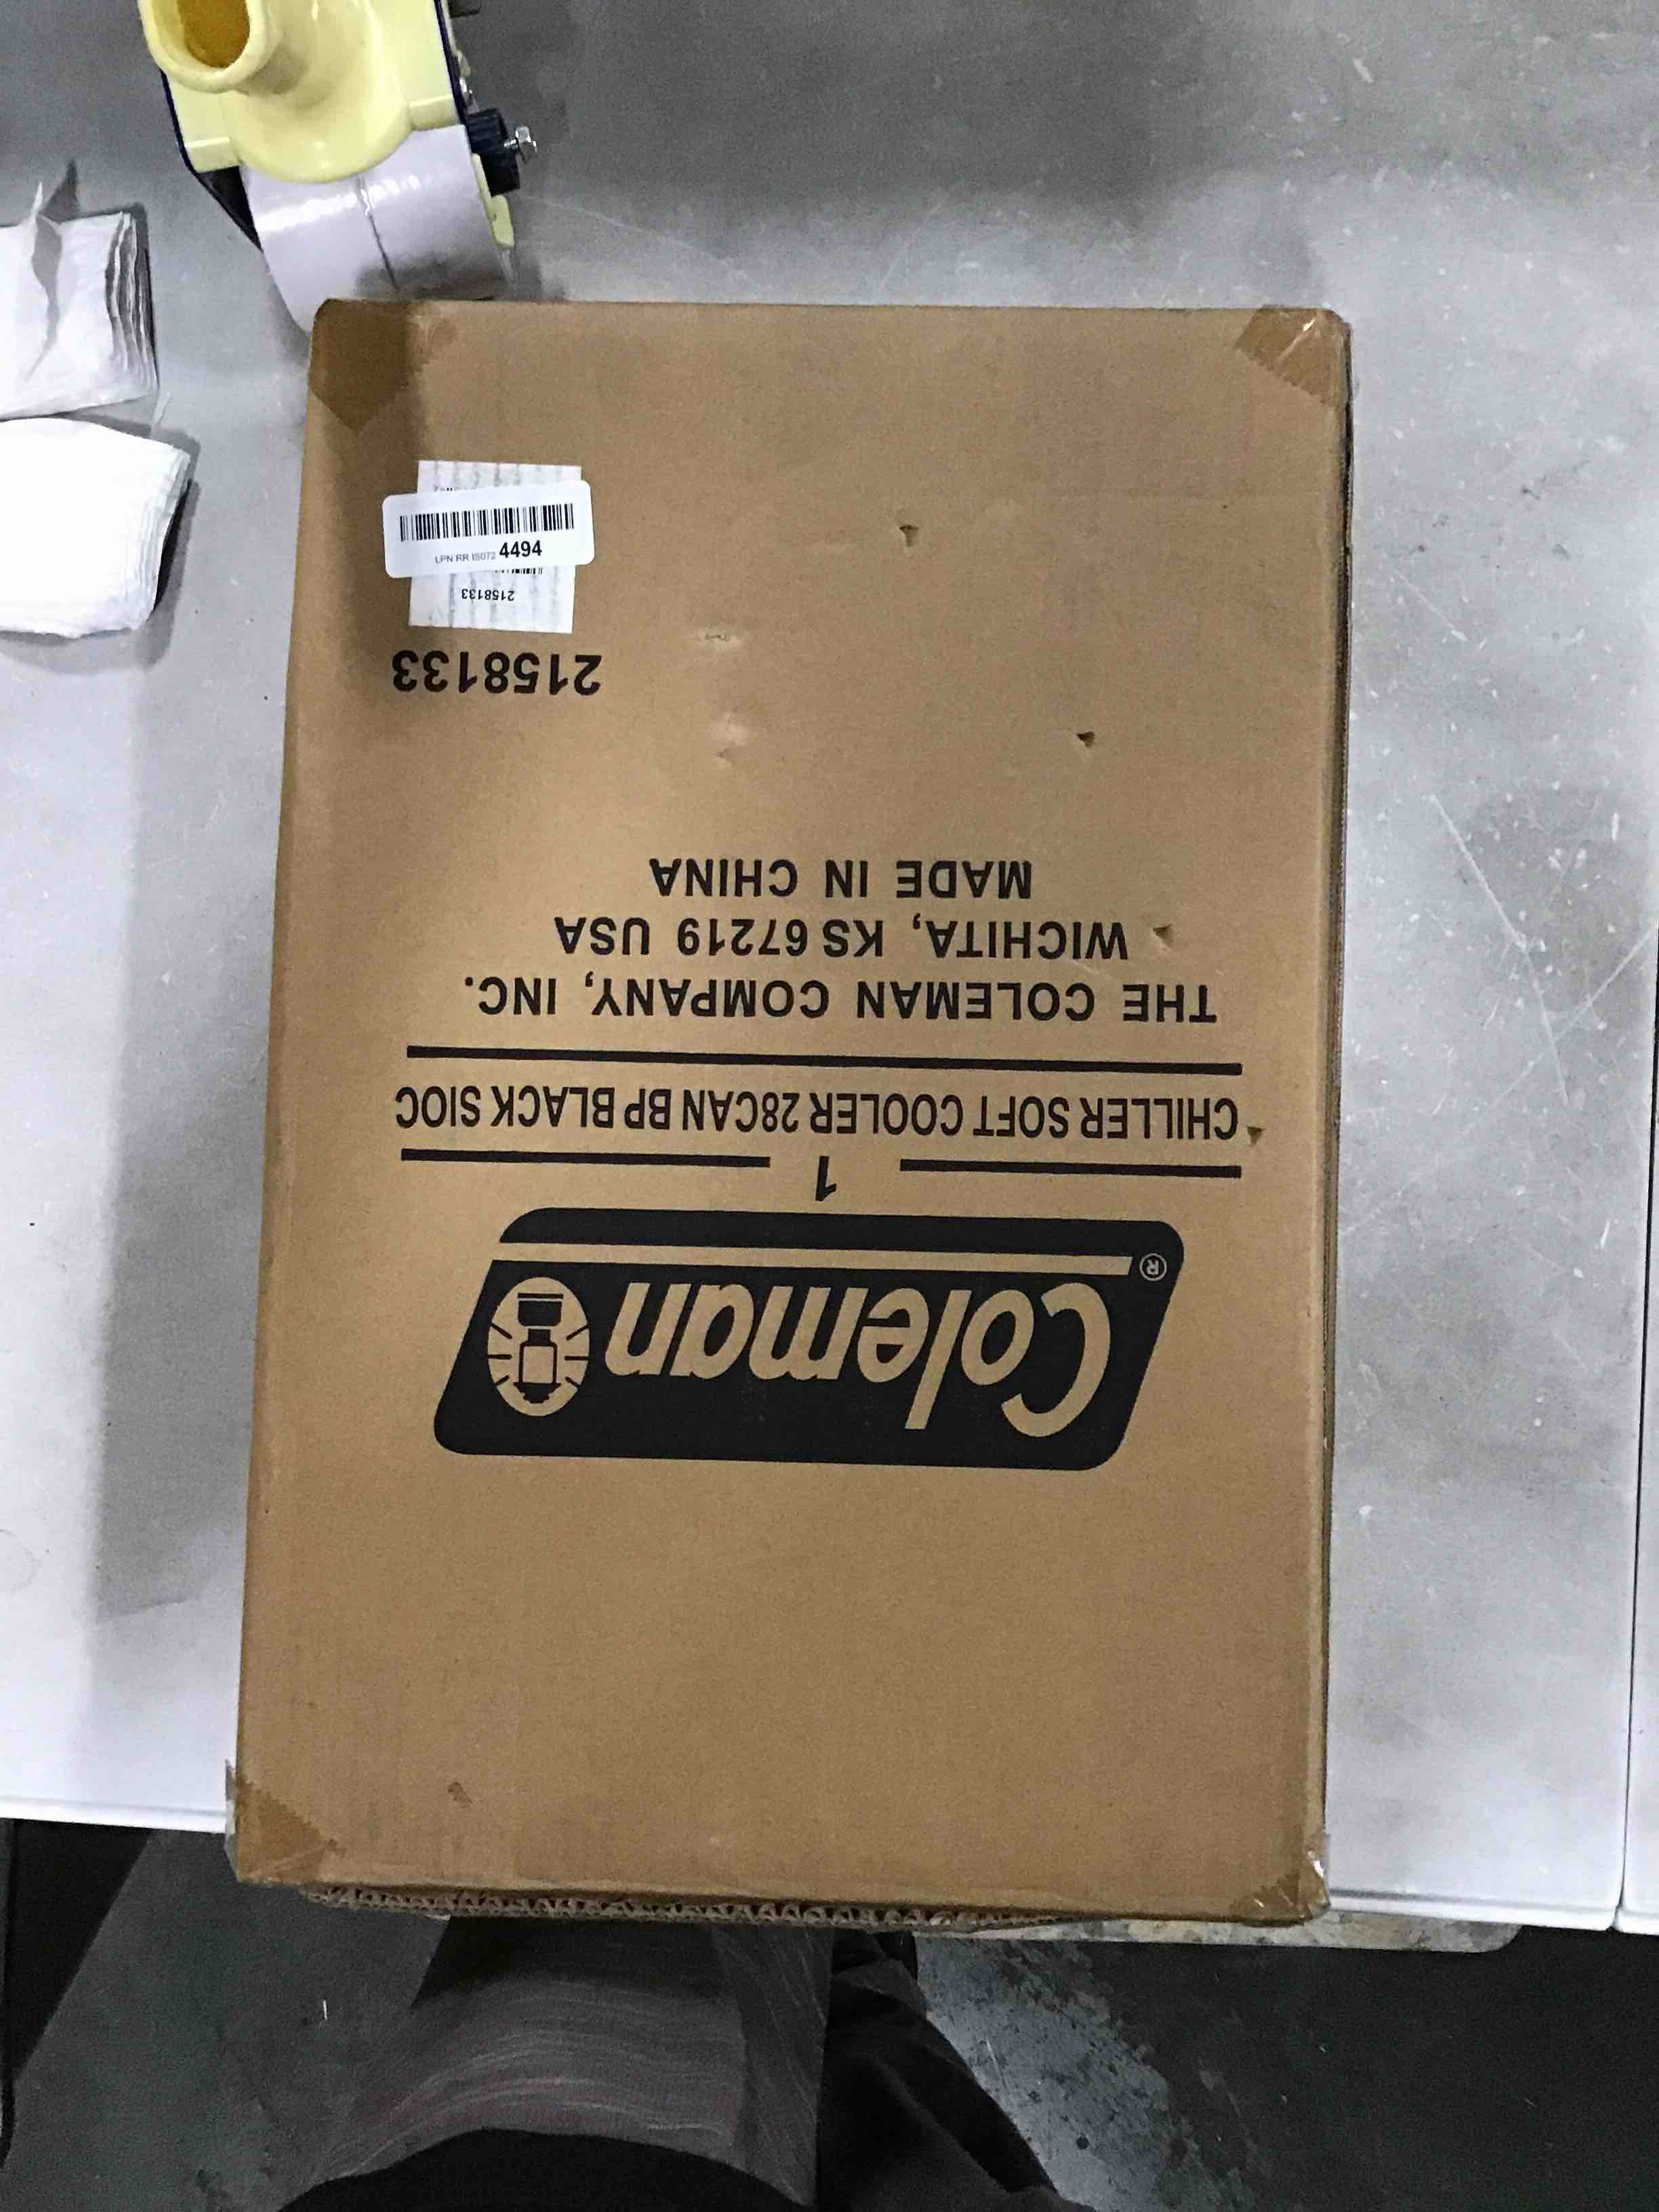 Coleman®
1
CHILLER SOFT COOLER 28CAN BP BLACK SIOC
THE COLEMAN COMPANY, INC.
WICHITA, KS 67219 USA
MADE IN CHINA
2158133
2158133
LPN RR IS073 4494